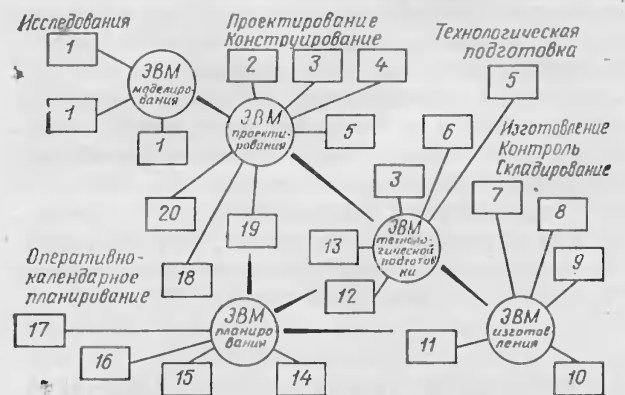 Исследования
Проектирование
Конструирование
Технологическая
подготовка
1
1
1
ЭВМ
моделиро-
вания
2
3
4
5
ЭВМ
проекти-
рования
5
6
Изготовление
Контроль
Складирование
3
7
8
9
20
19
18
13
12
ЭВМ
техноло-
гической
подготов
ки
Оперативно-
календарное
планирование
17
16
15
14
ЭВМ
планиро
вания
11
ЭВМ
изготов
ления
10